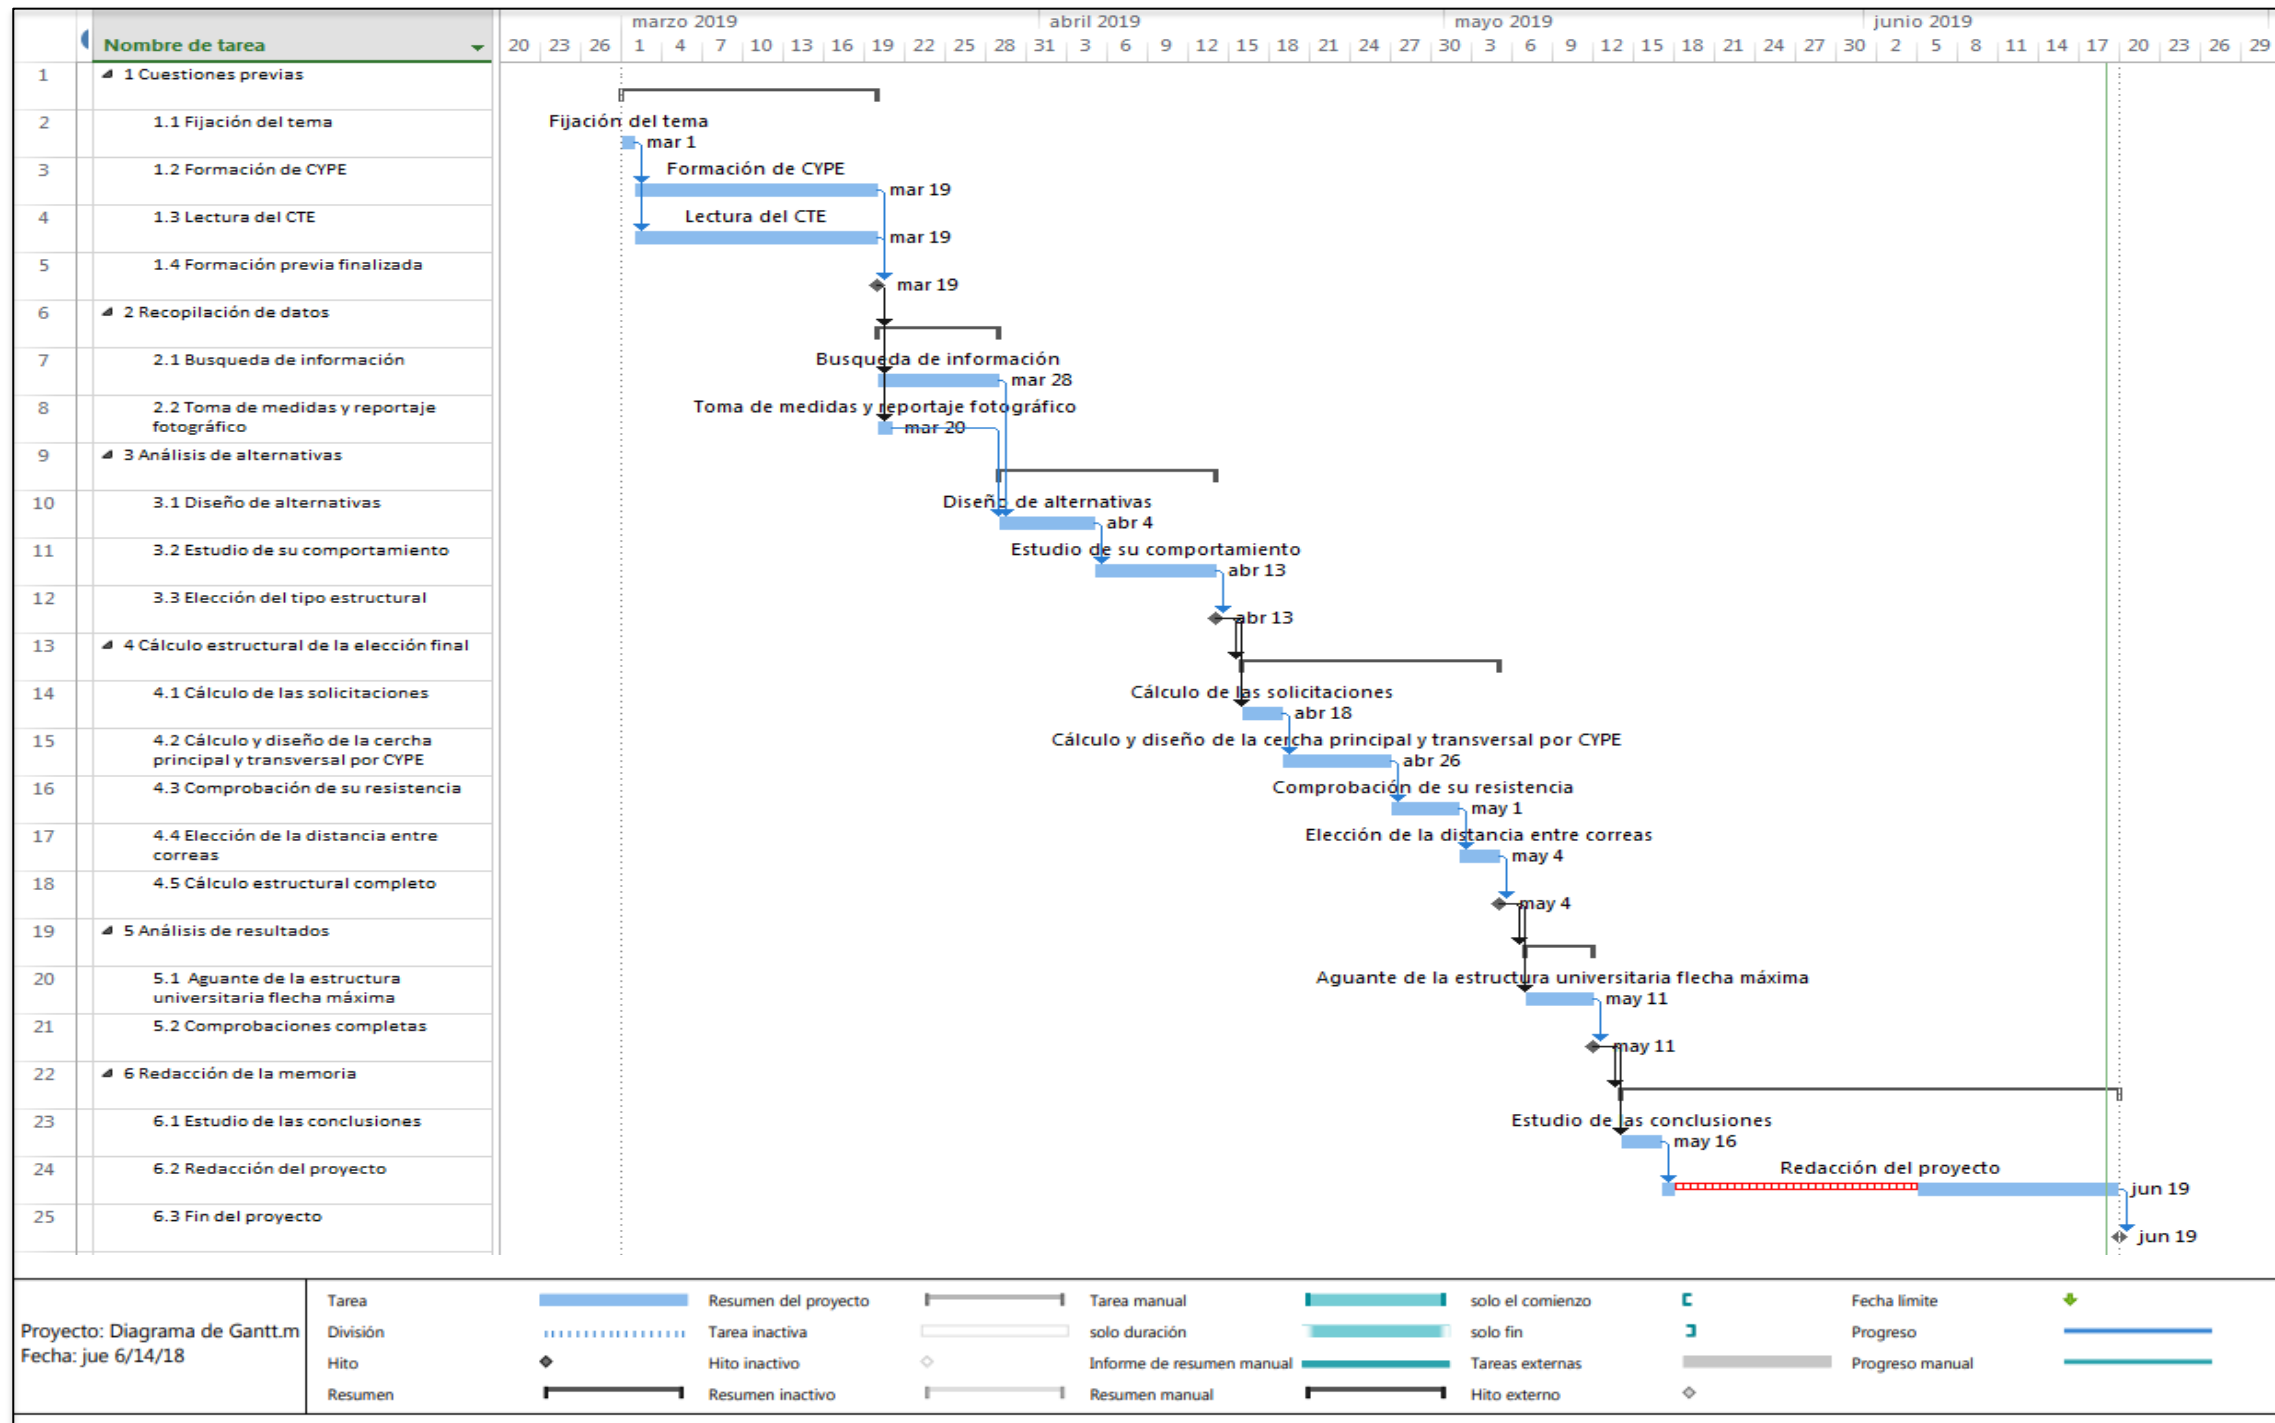 marzo 2019 abril 2019 mayo 2019 junio 2019
Nombre de tarea 20 23 26 1 4 7 10 13 16 19 22 25 28 31 3 6 9 12 15 18 21 24 27 30 3 6 9 12 15 18 21 24 27 30 2 5 8 11 14 17 20 23 26 29
1 1 Cuestiones previas
2 1.1 Fijación del tema Fijación del tema
mar 1
3 1.2 Formación de CYPE Formación de CYPE
mar 19
4 1.3 Lectura del CTE Lectura del CTE
mar 19
5 1.4 Formación previa finalizada
mar 19
6 2 Recopilación de datos
7 2.1 Busqueda de información Busqueda de información
mar 28
8 2.2 Toma de medidas y reportaje Toma de medidas y reportaje fotográfico
fotográfico mar 20
9 3 Análisis de alternativas
10 3.1 Diseño de alternativas Diseño de alternativas
abr 4
11 3.2 Estudio de su comportamiento Estudio de su comportamiento
abr 13
12 3.3 Elección del tipo estructural
abr 13
13 4 Cálculo estructural de la elección final
14 4.1 Cálculo de las solicitaciones Cálculo de las solicitaciones
abr 18
15 4.2 Cálculo y diseño de la cercha Cálculo y diseño de la cercha principal y transversal por CYPE
principal y transversal por CYPE abr 26
16 4.3 Comprobación de su resistencia Comprobación de su resistencia
may 1
17 4.4 Elección de la distancia entre Elección de la distancia entre correas
correas may 4
18 4.5 Cálculo estructural completo
may 4
19 5 Análisis de resultados
20 5.1 Aguante de la estructura Aguante de la estructura universitaria flecha máxima
universitaria flecha máxima may 11
21 5.2 Comprobaciones completas
may 11
22 6 Redacción de la memoria
23 6.1 Estudio de las conclusiones Estudio de las conclusiones
may 16
24 6.2 Redacción del proyecto Redacción del proyecto
jun 19
25 6.3 Fin del proyecto
jun 19
Proyecto: Diagrama de Gantt.m
Fecha: jue 6/14/18
Tarea Resumen del proyecto Tarea manual solo el comienzo Fecha límite
División Tarea inactiva solo duración solo fin Progreso
Hito Hito inactivo Informe de resumen manual Tareas externas Progreso manual
Resumen Resumen inactivo Resumen manual Hito externo